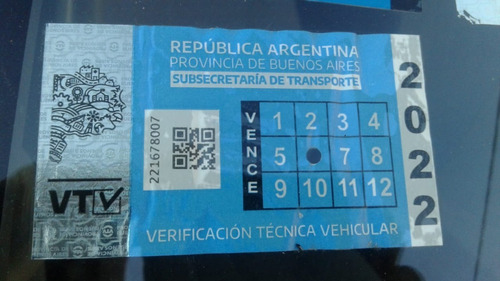 REPÚBLICA ARGENTINA
PROVINCIA DE BUENOS AIRES
SUBSECRETARÍA DE TRANSPORTE
VTV
221678007
VENCE
1 2 3 4
5 7 8
9 10 11 12
2022
VERIFICACIÓN TÉCNICA VEHICULAR